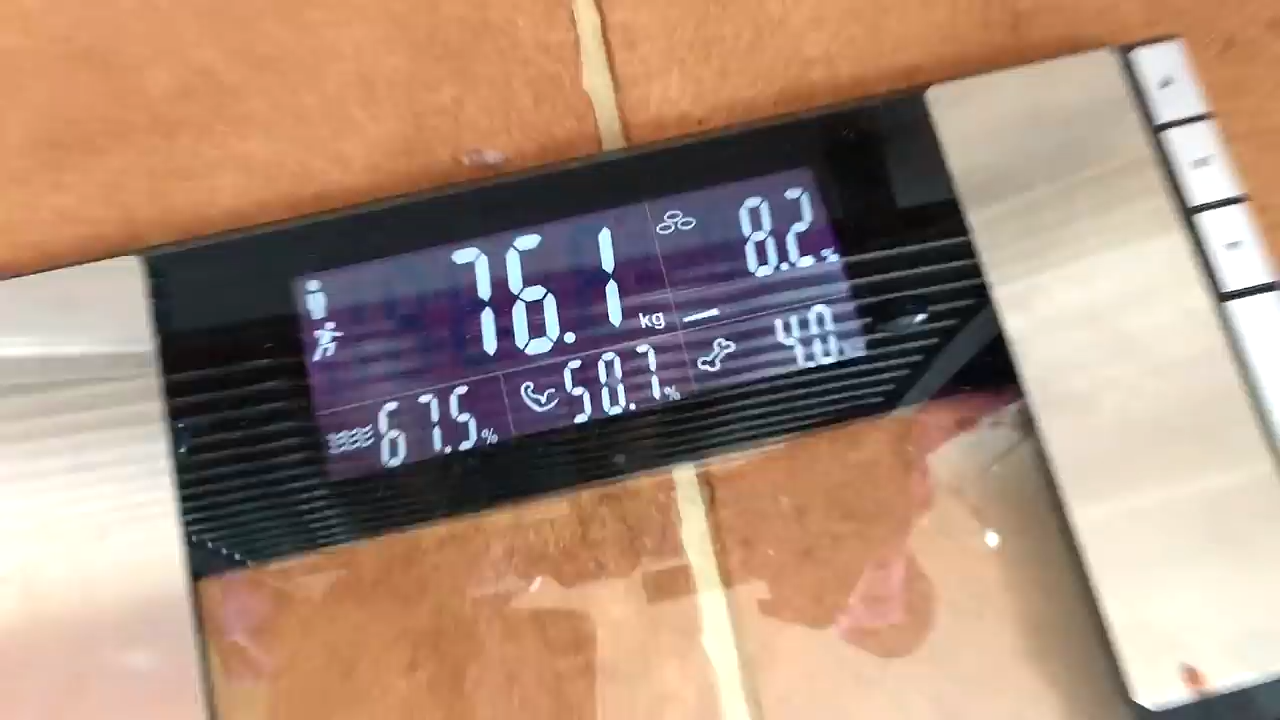 76.1 kg
8.2 %
67.5 %
50.7 %
4.0